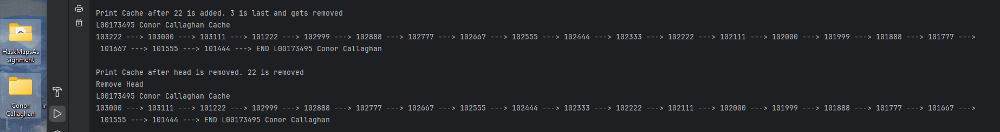 HaskMapsAs
signment
Conor
Callaghan
in
Print Cache after 22 is added. 3 is last and gets removed
L00173495 Conor Callaghan Cache
103222 ---> 103000 ---> 103111 ---> 101222 ---> 102999 ---> 102888 ---> 102777 ---> 102667 ---> 102555 ---> 102444 ---> 102333 ---> 102222 ---> 102111 ---> 102000 ---> 101999 ---> 101888 ---> 101777 --->
101667 ---> 101555 ---> 101444 ---> END L00173495 Conor Callaghan
Print Cache after head is removed. 22 is removed
Remove Head
L00173495 Conor Callaghan Cache
103000 ---> 103111 ---> 101222 ---> 102999 ---> 102888 ---> 102777 ---> 102667 ---> 102555 ---> 102444 ---> 102333 ---> 102222 ---> 102111 ---> 102000 ---> 101999 ---> 101888 ---> 101777 ---> 101667 --->
101555 ---> 101444 ---> END L00173495 Conor Callaghan